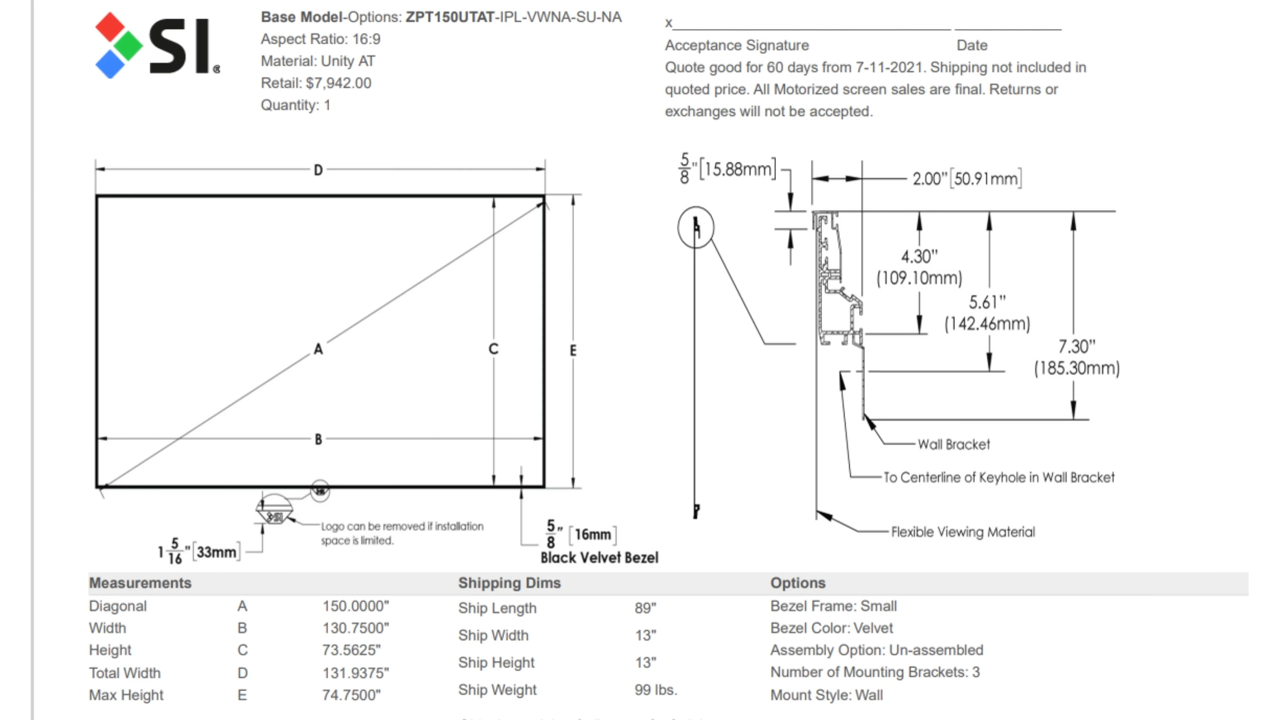 SI®
Base Model-Options: ZPT150UTAT-IPL-VWNA-SU-NA
Aspect Ratio: 16:9
Material: Unity AT
Retail: $7,942.00
Quantity: 1
x
Acceptance Signature Date
Quote good for 60 days from 7-11-2021. Shipping not included in
quoted price. All Motorized screen sales are final. Returns or
exchanges will not be accepted.
D
A
C
E
B
Logo can be removed if installation
space is limited.
1 5/16"[33mm]
5/8" [16mm]
Black Velvet Bezel
5/8"[15.88mm]
2.00"[50.91mm]
4.30"
(109.10mm)
5.61"
(142.46mm)
7.30"
(185.30mm)
Wall Bracket
To Centerline of Keyhole in Wall Bracket
Flexible Viewing Material
Measurements
Diagonal A 150.0000"
Width B 130.7500"
Height C 73.5625"
Total Width D 131.9375"
Max Height E 74.7500"
Shipping Dims
Ship Length 89"
Ship Width 13"
Ship Height 13"
Ship Weight 99 lbs.
Options
Bezel Frame: Small
Bezel Color: Velvet
Assembly Option: Un-assembled
Number of Mounting Brackets: 3
Mount Style: Wall